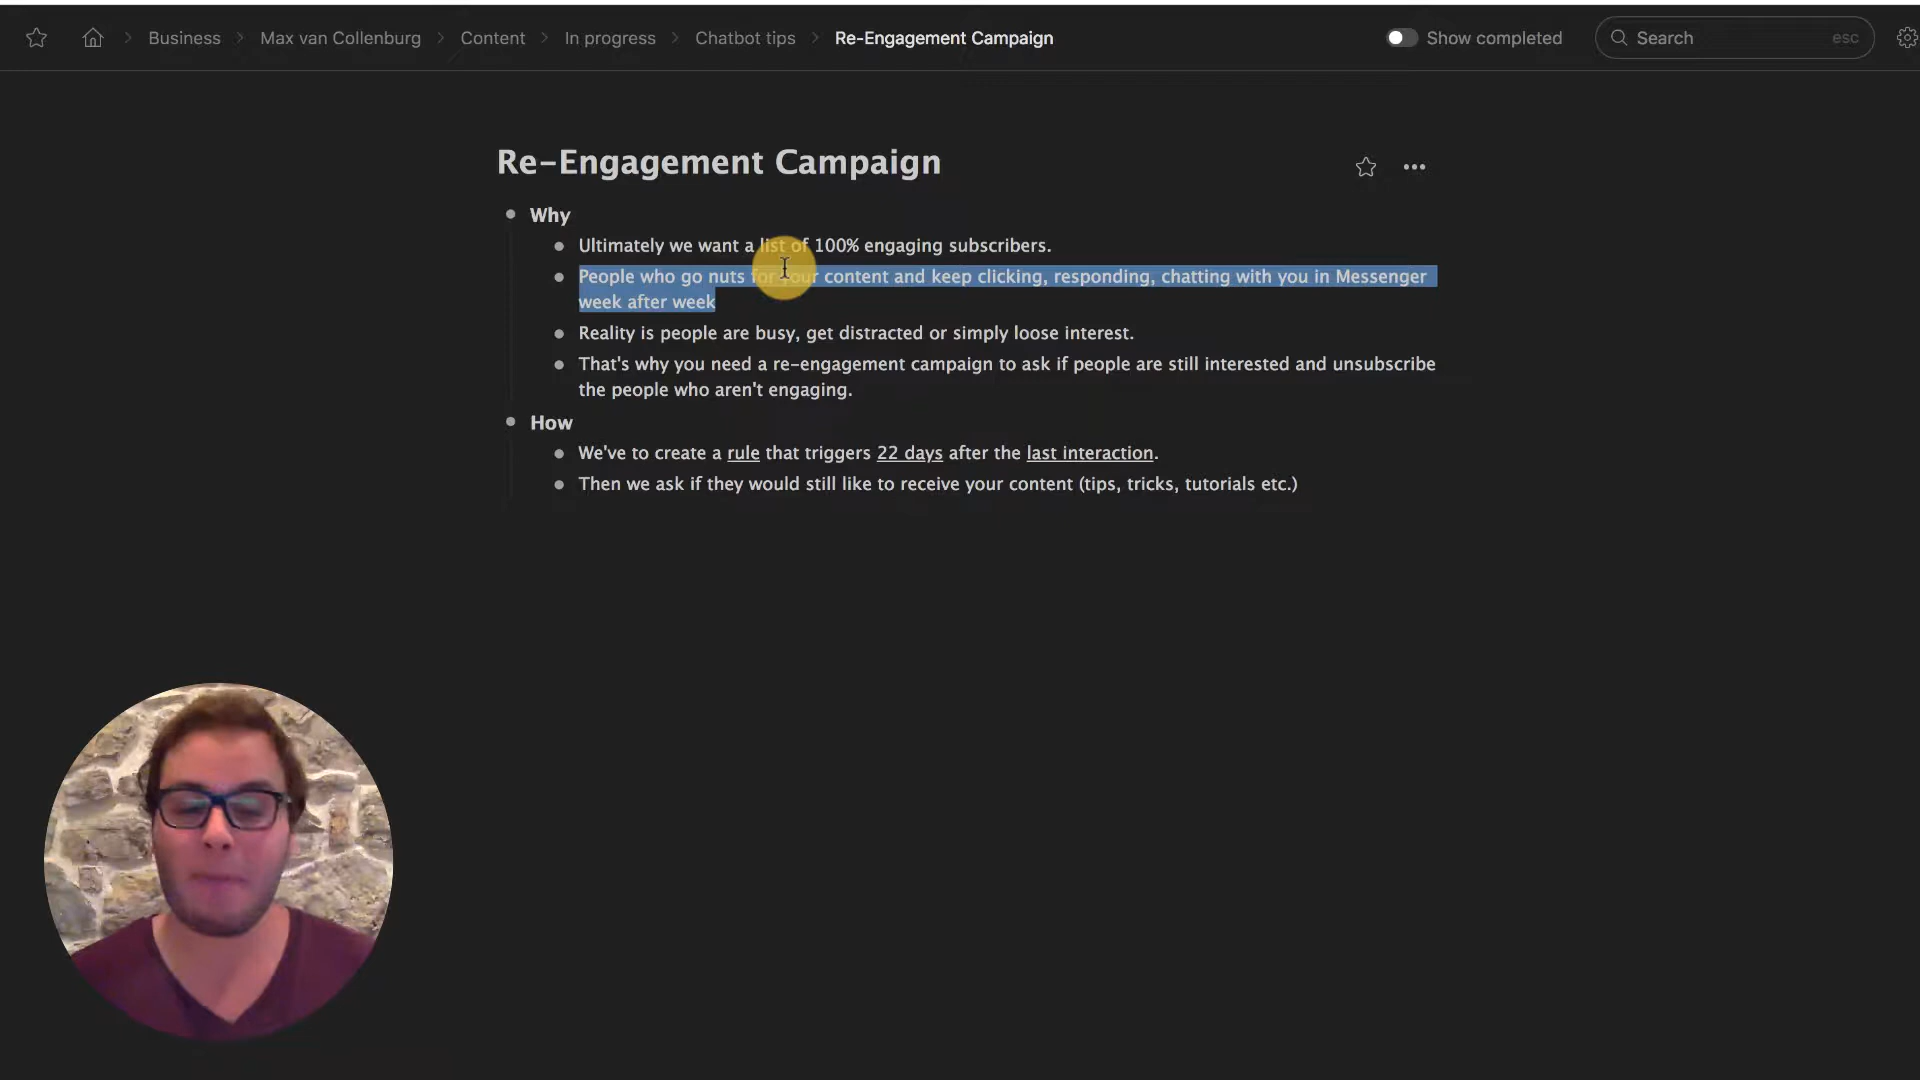 Business > Max van Collenburg > Content > In progress > Chatbot tips > Re-Engagement Campaign Show completed Search esc
Re-Engagement Campaign
Why
Ultimately we want a list of 100% engaging subscribers.
People who go nuts for your content and keep clicking, responding, chatting with you in Messenger
week after week
Reality is people are busy, get distracted or simply loose interest.
That's why you need a re-engagement campaign to ask if people are still interested and unsubscribe
the people who aren't engaging.
How
We've to create a rule that triggers 22 days after the last interaction.
Then we ask if they would still like to receive your content (tips, tricks, tutorials etc.)